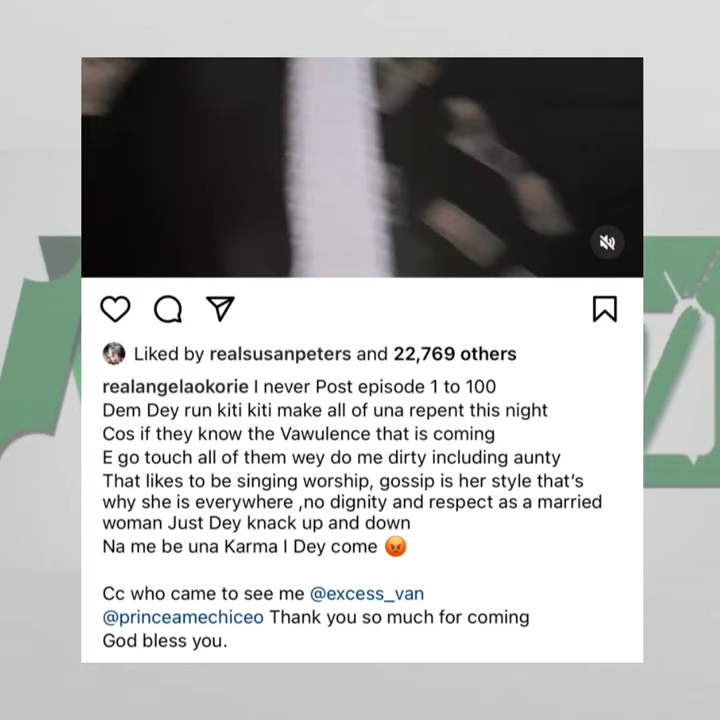 Liked by realsusanpeters and 22,769 others
realangelaokorie I never Post episode 1 to 100
Dem Dey run kiti kiti make all of una repent this night
Cos if they know the Vawulence that is coming
E go touch all of them wey do me dirty including aunty
That likes to be singing worship, gossip is her style that's
why she is everywhere ,no dignity and respect as a married
woman Just Dey knack up and down
Na me be una Karma I Dey come 😡
Cc who came to see me @excess_van
@princeamechiceo Thank you so much for coming
God bless you.